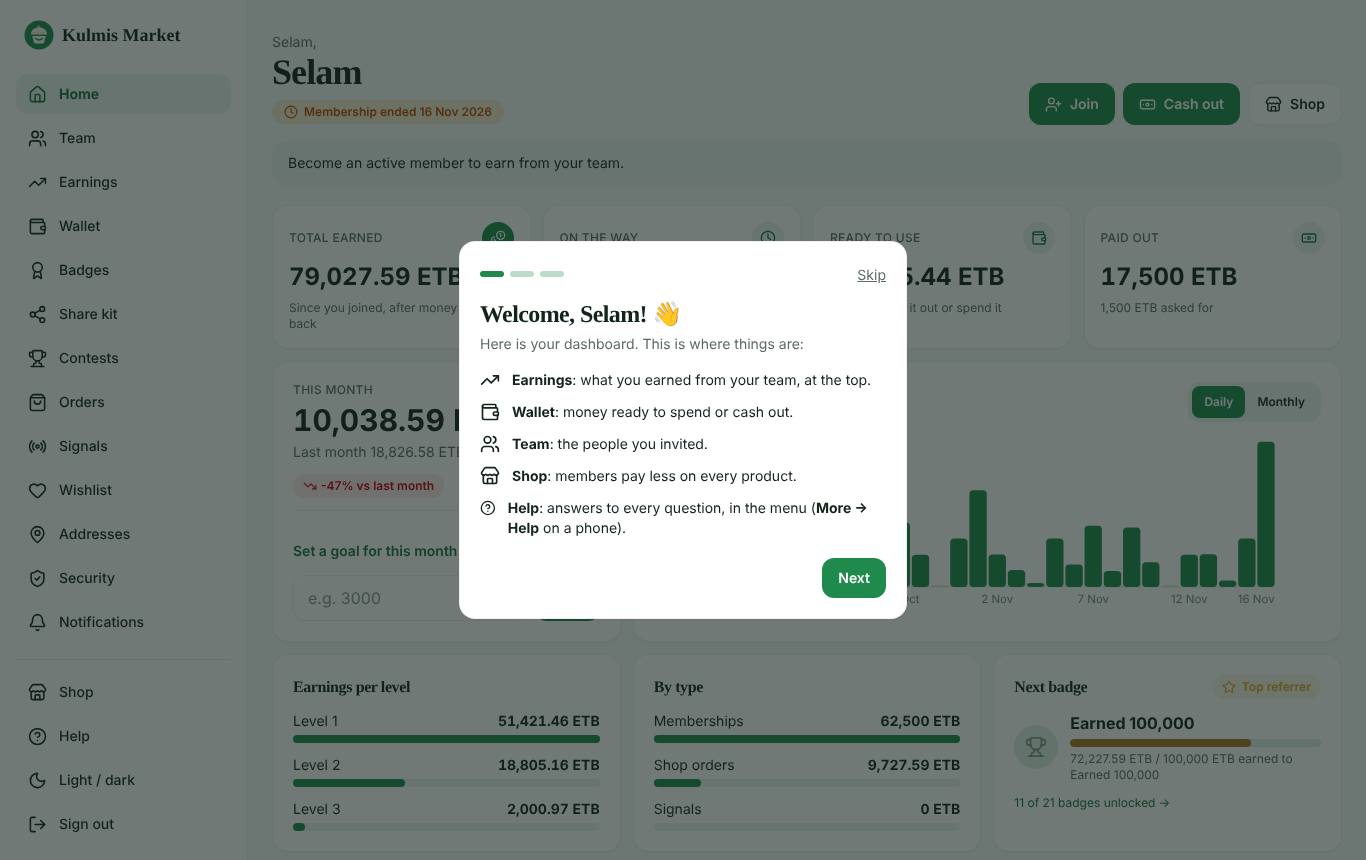 Kulmis Market
Home
Team
Earnings
Wallet
Badges
Share kit
Contests
Orders
Signals
Wishlist
Addresses
Security
Notifications
Shop
Help
Light / dark
Sign out
Selam,
Selam
Membership ended 16 Nov 2026
Join
Cash out
Shop
Become an active member to earn from your team.
TOTAL EARNED
79,027.59 ETB
Since you joined, after money
back
ON THE WAY
READY TO USE
5.44 ETB
it out or spend it
PAID OUT
17,500 ETB
1,500 ETB asked for
Skip
Welcome, Selam! 👋
Here is your dashboard. This is where things are:
Earnings: what you earned from your team, at the top.
Wallet: money ready to spend or cash out.
Team: the people you invited.
Shop: members pay less on every product.
Help: answers to every question, in the menu (More →
Help on a phone).
Next
THIS MONTH
10,038.59
Last month 18,826.58 ETB
-47% vs last month
Set a goal for this month
e.g. 3000
Daily
Monthly
2 Nov
7 Nov
12 Nov
16 Nov
Earnings per level
Level 1 51,421.46 ETB
Level 2 18,805.16 ETB
Level 3 2,000.97 ETB
By type
Memberships 62,500 ETB
Shop orders 9,727.59 ETB
Signals 0 ETB
Next badge
Top referrer
Earned 100,000
72,227.59 ETB / 100,000 ETB earned to
Earned 100,000
11 of 21 badges unlocked →